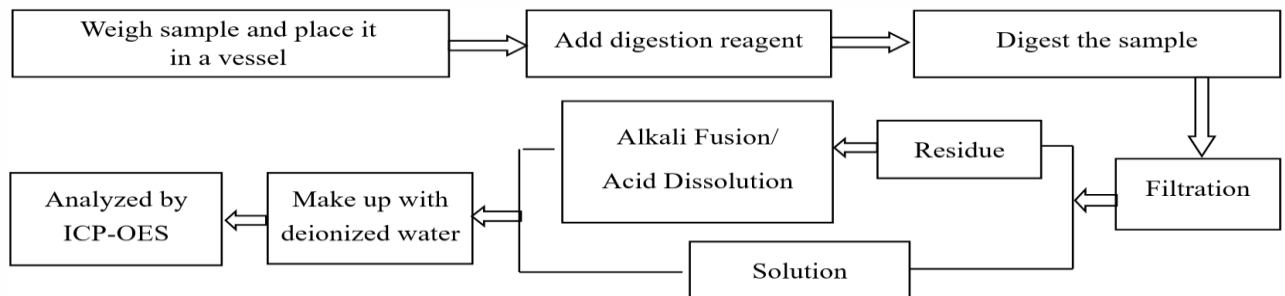 Weigh sample and place it
in a vessel
Add digestion reagent
Digest the sample
Filtration
Residue
Alkali Fusion/
Acid Dissolution
Solution
Make up with
deionized water
Analyzed by
ICP-OES